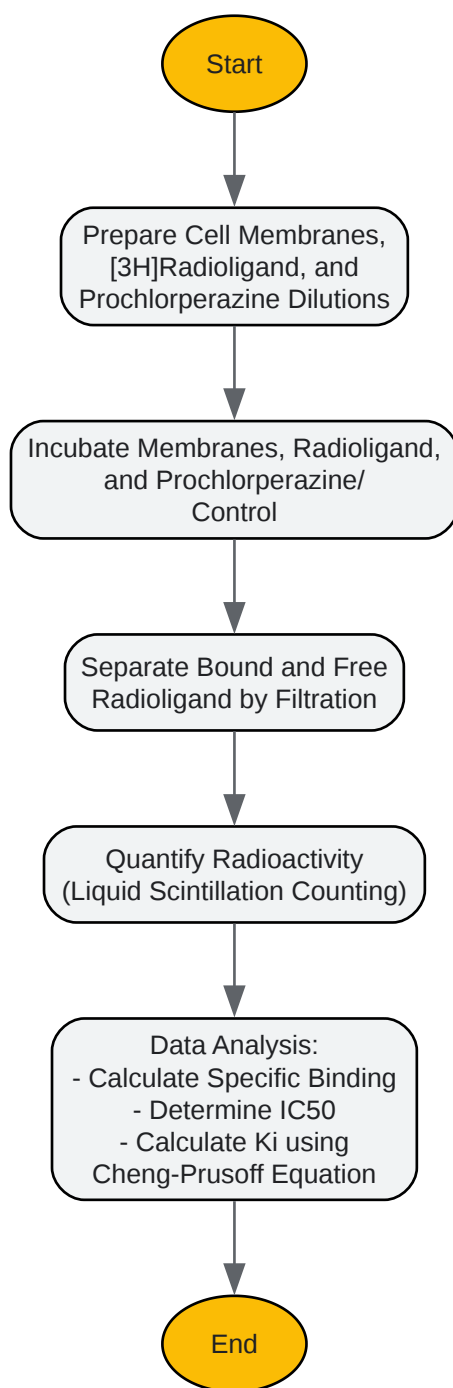 Start
Prepare Cell Membranes,
[3H]Radioligand, and
Prochlorperazine Dilutions
Incubate Membranes, Radioligand,
and Prochlorperazine/
Control
Separate Bound and Free
Radioligand by Filtration
Quantify Radioactivity
(Liquid Scintillation Counting)
Data Analysis:
- Calculate Specific Binding
- Determine IC50
- Calculate Ki using
Cheng-Prusoff Equation
End